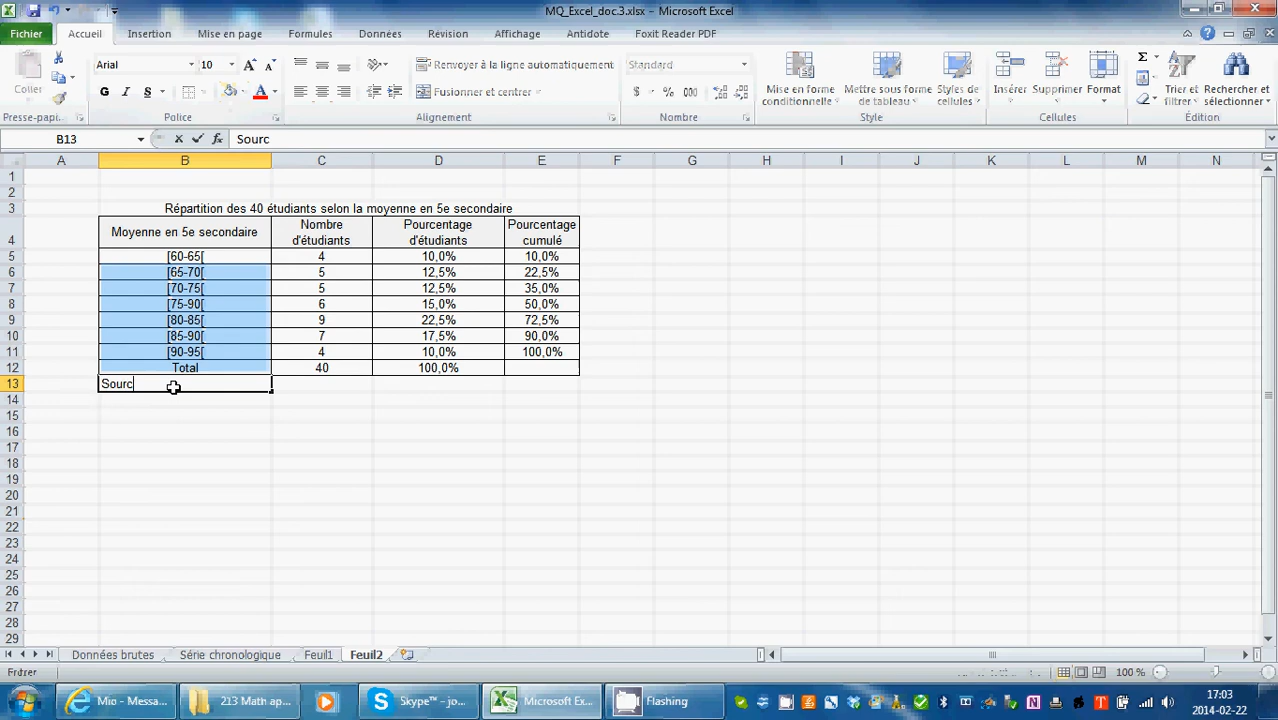 MQ_Excel_doc.3.xlsx – Microsoft Excel
Fichier Accueil Insertion Mise en page Formules Données Révision Affichage Antidote Foxit Reader PDF
Coller
Arial 10
G I S
Renvoyer à la ligne automatiquement
Fusionner et centrer
Standard
$ % 000
Mise en forme conditionnelle
Mettre sous forme de tableau
Styles de cellules
Insérer Supprimer Format
Trier et filtrer
Rechercher et sélectionner
Presse-papi... Police Alignement Nombre Style Cellules Édition
B13 fx Sourc
A B C D E F G H I J K L M N
1
2
3 Répartition des 40 étudiants selon la moyenne en 5e secondaire
4 Moyenne en 5e secondaire Nombre d'étudiants Pourcentage d'étudiants Pourcentage cumulé
5 [60-65[ 4 10,0% 10,0%
6 [65-70[ 5 12,5% 22,5%
7 [70-75[ 5 12,5% 35,0%
8 [75-90[ 6 15,0% 50,0%
9 [80-85[ 9 22,5% 72,5%
10 [85-90[ 7 17,5% 90,0%
11 [90-95[ 4 10,0% 100,0%
12 Total 40 100,0%
13 Sourc
14
15
16
17
18
19
20
21
22
23
24
25
26
27
28
29
Données brutes Série chronologique Feuil1 Feuil2
100 %
Mio - Messa... 213 Math ap... Skype™ - jo... Microsoft Ex... Flashing
17:03
2014-02-22